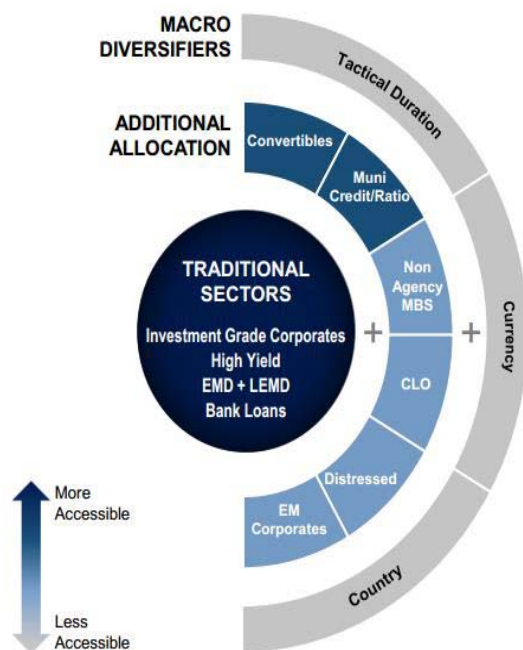 MACRO
DIVERSIFIERS
Tactical Duration
ADDITIONAL
ALLOCATION
Convertibles
Muni
Credit/Ratio
Non
Agency
MBS
Currency
TRADITIONAL
SECTORS
Investment Grade Corporates
High Yield
EMD + LEMD
Bank Loans
+
+
CLO
Distressed
EM
Corporates
Country
More
Accessible
Less
Accessible